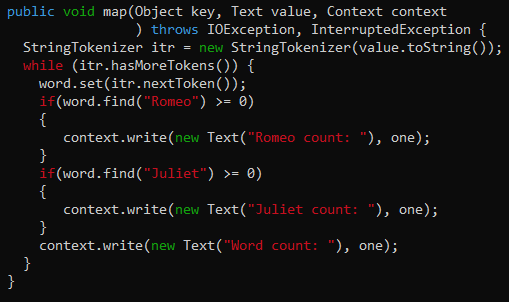 public void map(Object key, Text value, Context context
                ) throws IOException, InterruptedException {
  StringTokenizer itr = new StringTokenizer(value.toString());
  while (itr.hasMoreTokens()) {
    word.set(itr.nextToken());
    if(word.find("Romeo") >= 0)
    {
       context.write(new Text("Romeo count: "), one);
    }
    if(word.find("Juliet") >= 0)
    {
       context.write(new Text("Juliet count: "), one);
    }
    context.write(new Text("Word count: "), one);
  }
}